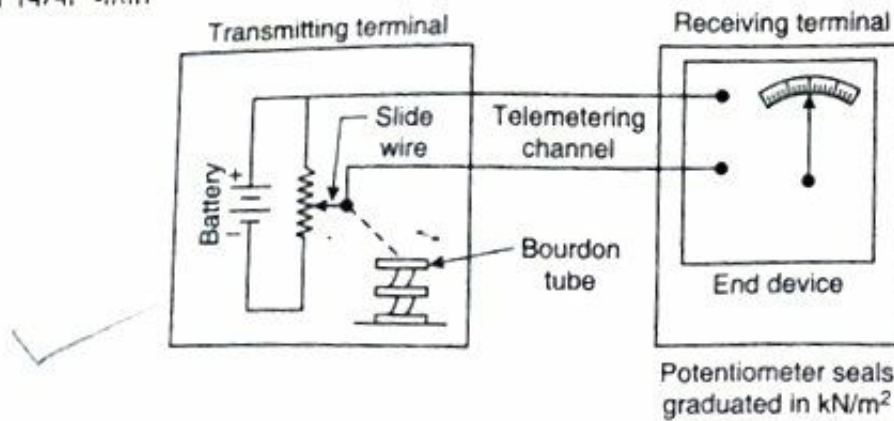 Transmitting terminal
Receiving terminal
Slide
wire
Telemetering
channel
Battery
+
−
Bourdon
tube
End device
Potentiometer seals
graduated in kN/m²